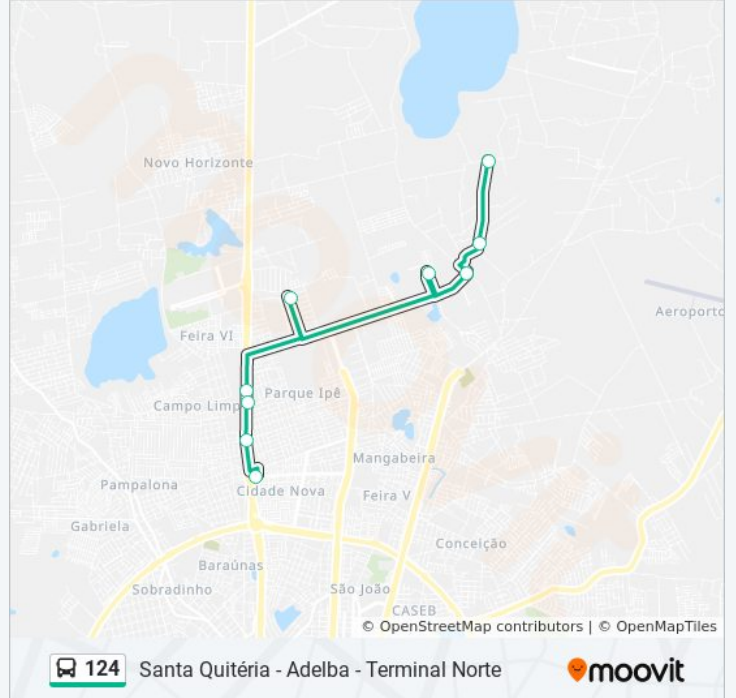 Novo Horizonte
Aeroporto
Feira VI
Parque Ipê
Campo Limp
Mangabeira
Pampalona
Cidade Nova
Feira V
Gabriela
Conceição
Baraúnas
Sobradinho
São João
CASEB
© OpenStreetMap contributors | © OpenMapTiles
124 Santa Quitéria - Adelba - Terminal Norte moovit